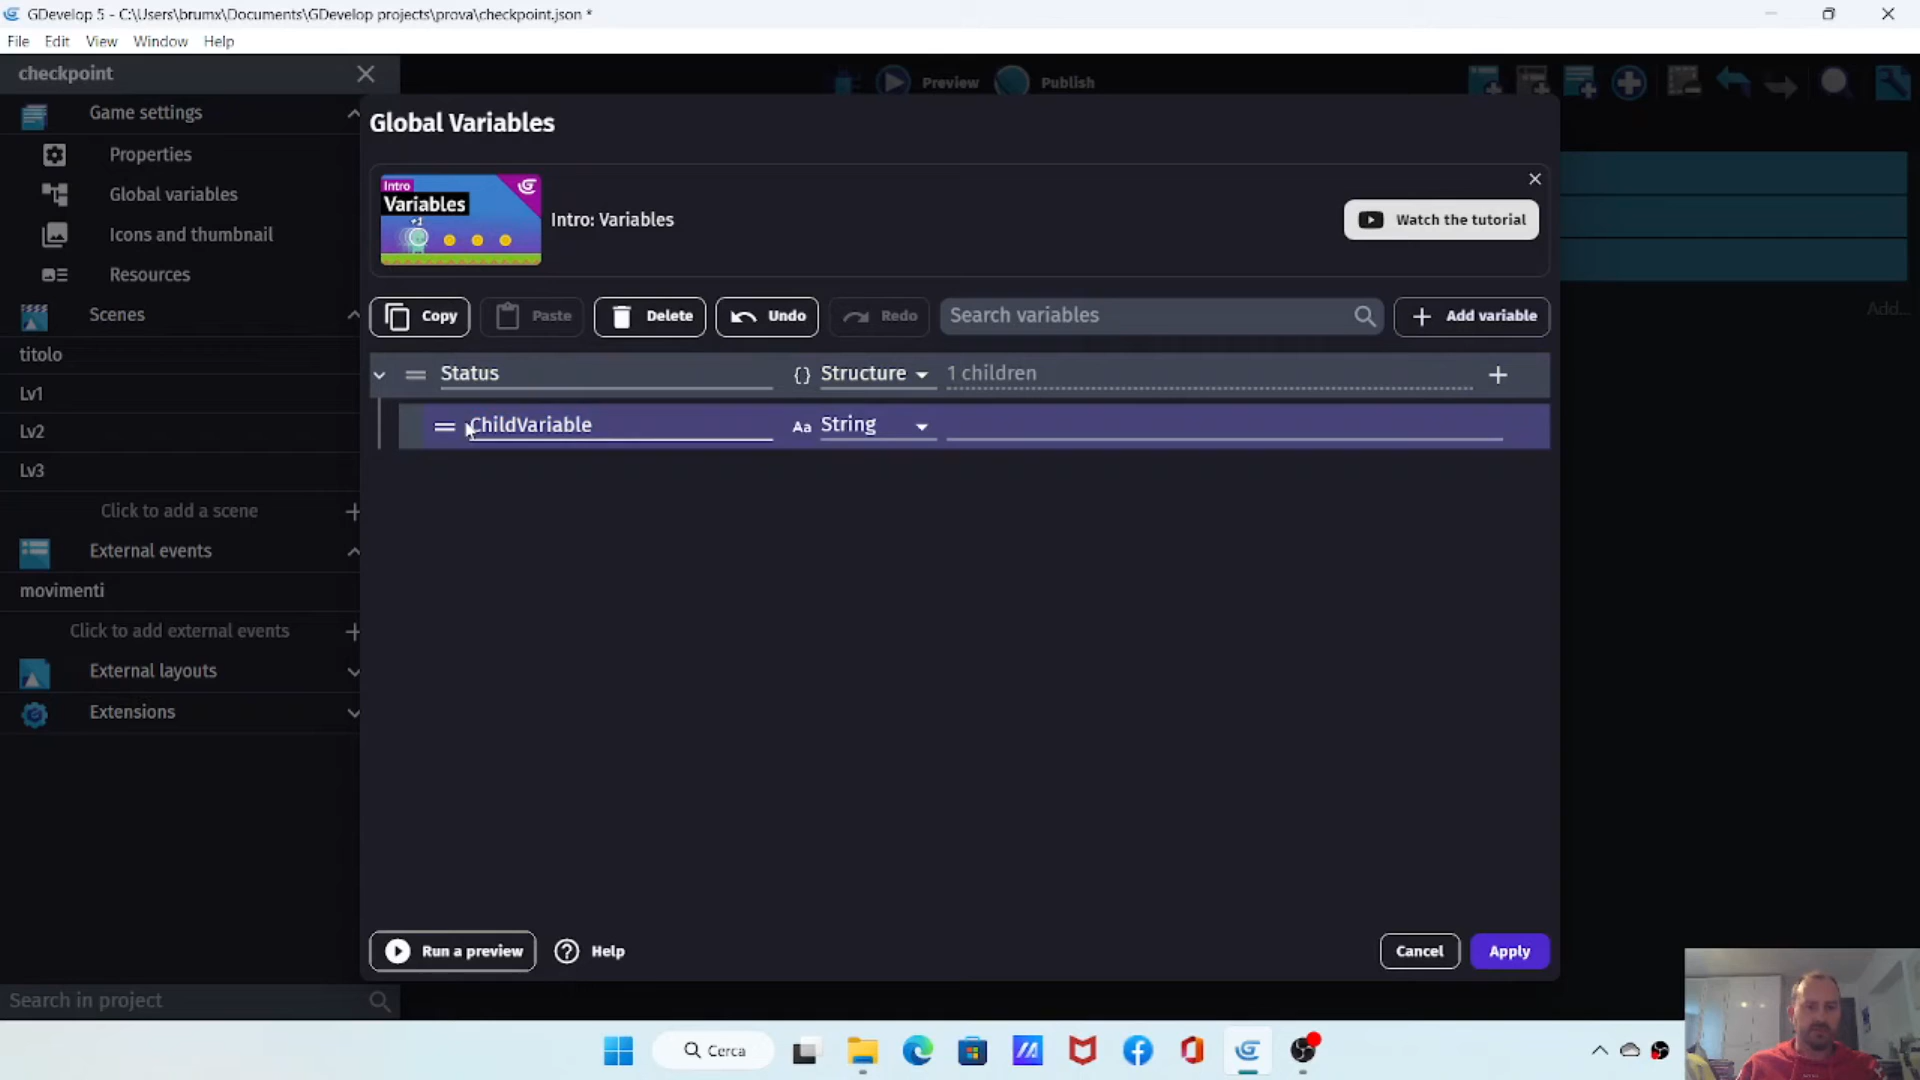 GDevelop 5 - C:\Users\brumx\Documents\GDevelop projects\prova\checkpoint.json *
File Edit View Window Help
checkpoint
Preview Publish
Game settings
Properties
Global variables
Icons and thumbnail
Resources
Scenes
titolo
Lv1
Lv2
Lv3
Click to add a scene
External events
movimenti
Click to add external events
External layouts
Extensions
Search in project
Global Variables
Intro
Variables
+1
Intro: Variables
Watch the tutorial
Copy Paste Delete Undo Redo Search variables Add variable
Status {} Structure 1 children
ChildVariable Aa String
Add...
Run a preview Help Cancel Apply
Cerca